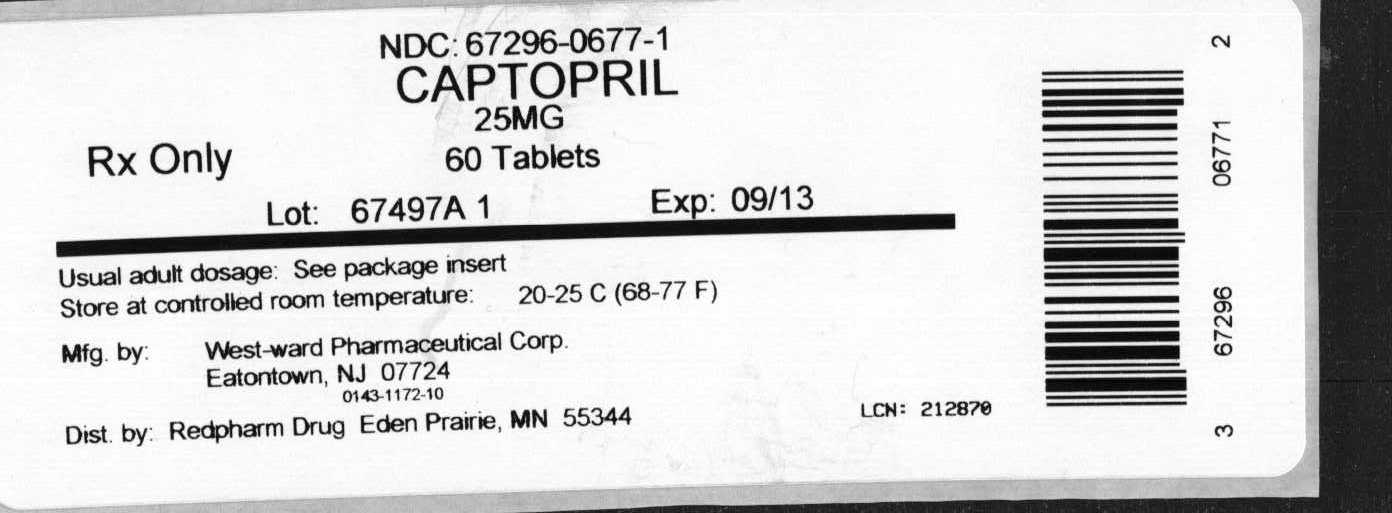 NDC: 67296-0677-1
CAPTOPRIL
25MG
Rx Only
60 Tablets
Lot: 67497A 1 Exp: 09/13
Usual adult dosage: See package insert
Store at controlled room temperature: 20-25 C (68-77 F)
Mfg. by: West-ward Pharmaceutical Corp.
Eatontown, NJ 07724
0143-1172-10
Dist. by: Redpharm Drug Eden Prairie, MN 55344
LCN: 212870
3 67296 06771 2